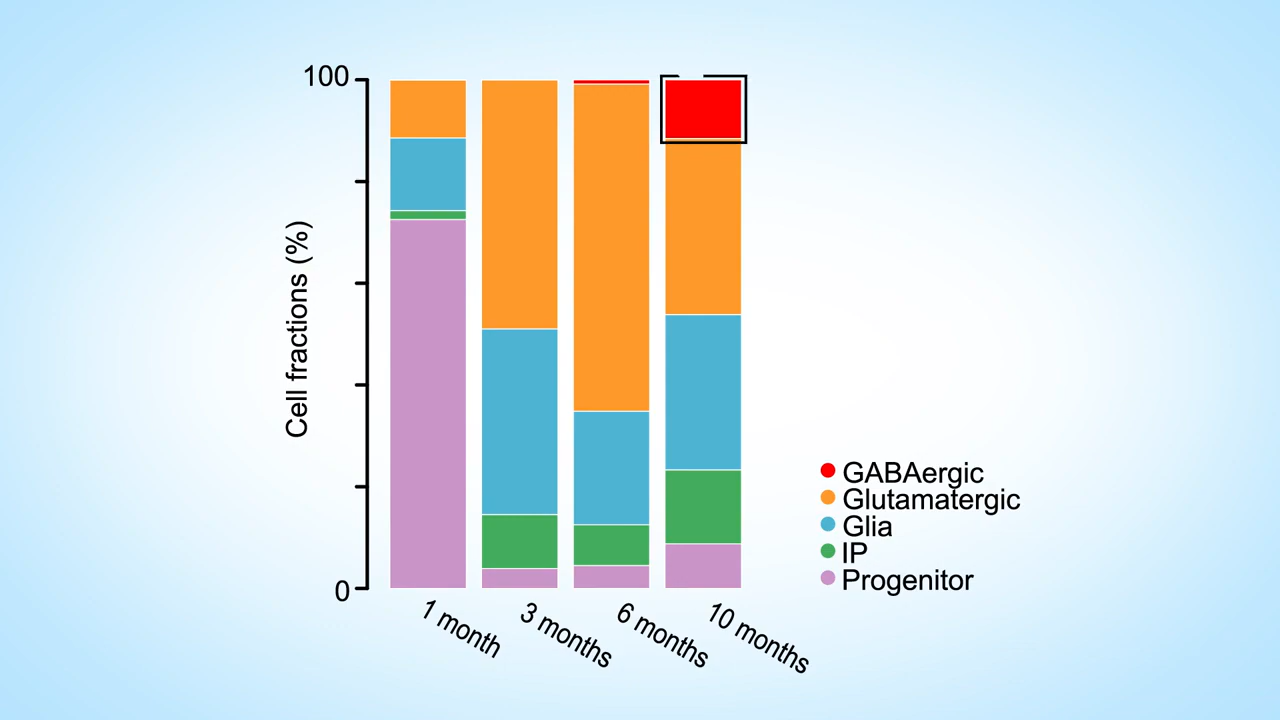 100
Cell fractions (%)
0
1 month
3 months
6 months
10 months
GABAergic
Glutamatergic
Glia
IP
Progenitor